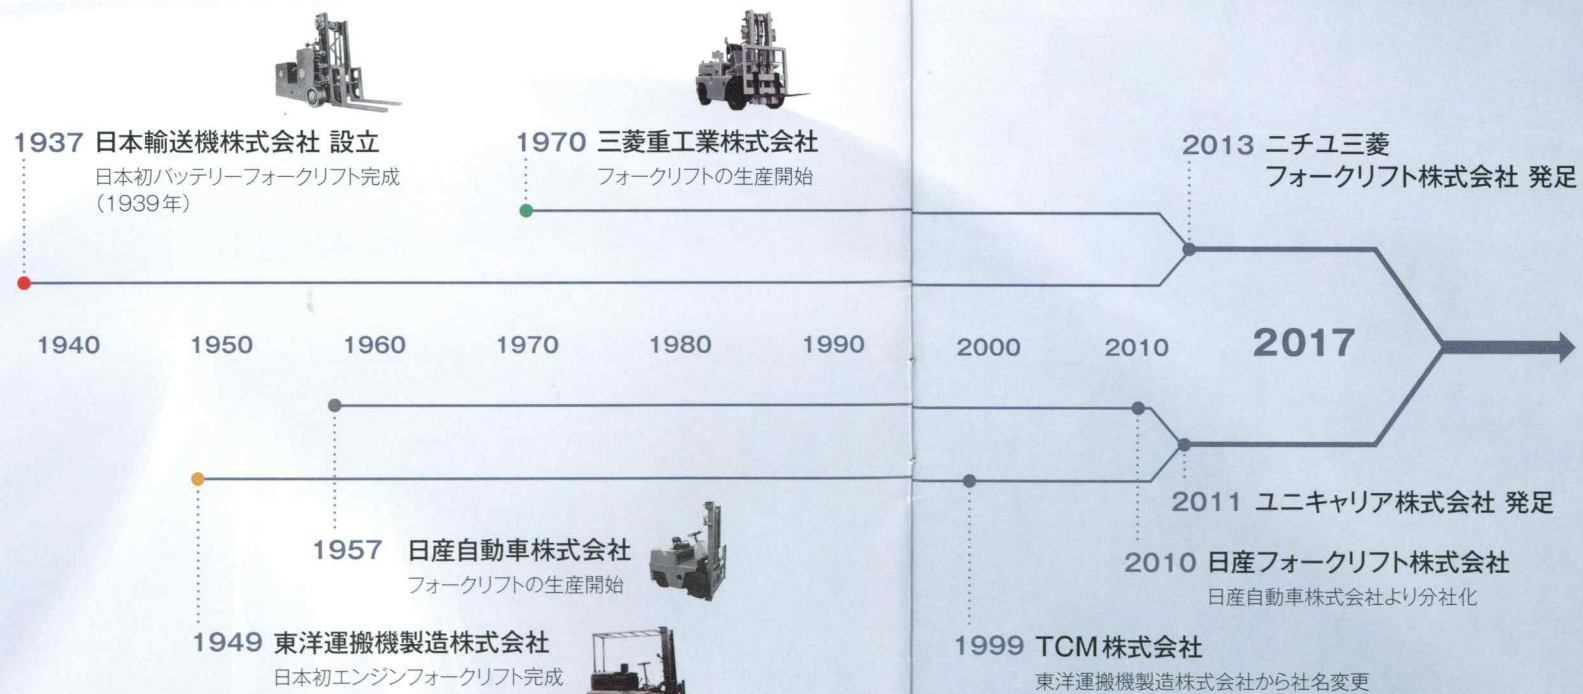 1937 日本輸送機株式会社 設立
日本初バッテリーフォークリフト完成
(1939年)
1970 三菱重工業株式会社
フォークリフトの生産開始
2013 ニチユ三菱
フォークリフト株式会社 発足
1940 1950 1960 1970 1980 1990 2000 2010 2017
2011 ユニキャリア株式会社 発足
1957 日産自動車株式会社
フォークリフトの生産開始
2010 日産フォークリフト株式会社
日産自動車株式会社より分社化
1949 東洋運搬機製造株式会社
日本初エンジンフォークリフト完成
1999 TCM株式会社
東洋運搬機製造株式会社から社名変更